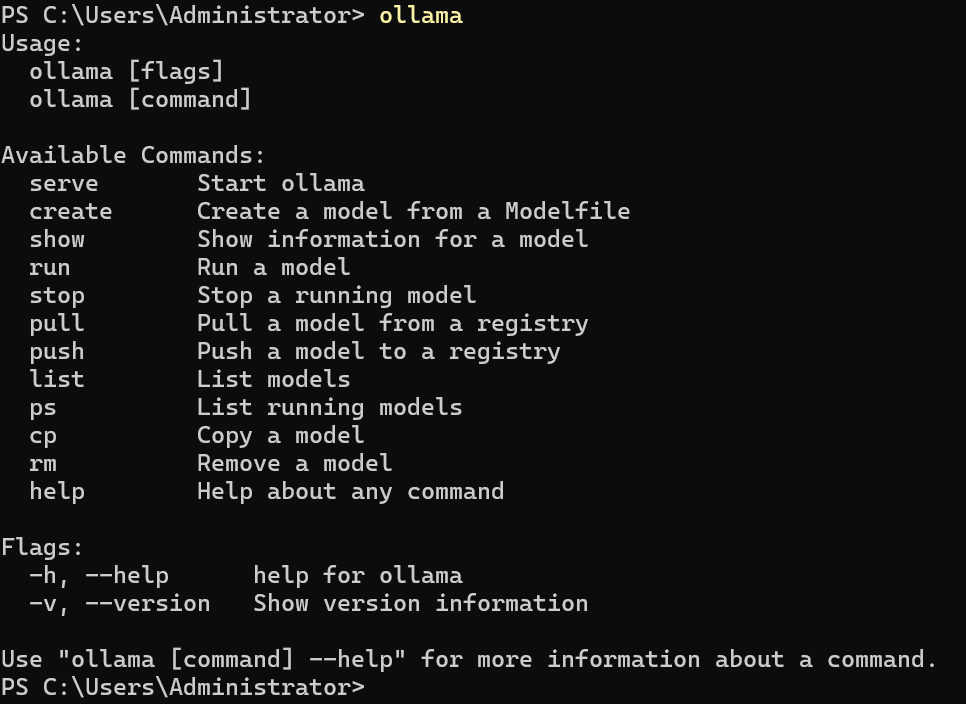 PS C:\Users\Administrator> ollama
Usage:
  ollama [flags]
  ollama [command]

Available Commands:
  serve       Start ollama
  create      Create a model from a Modelfile
  show        Show information for a model
  run         Run a model
  stop        Stop a running model
  pull        Pull a model from a registry
  push        Push a model to a registry
  list        List models
  ps          List running models
  cp          Copy a model
  rm          Remove a model
  help        Help about any command

Flags:
  -h, --help      help for ollama
  -v, --version   Show version information

Use "ollama [command] --help" for more information about a command.
PS C:\Users\Administrator>